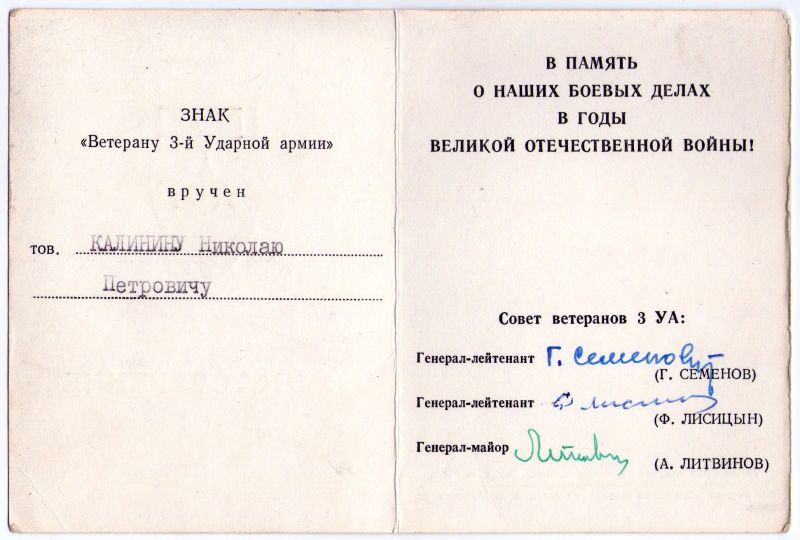 ЗНАК
«Ветерану 3-й Ударной армии»
вручен
тов. КАЛИНИНУ Николаю
Петровичу
В ПАМЯТЬ
О НАШИХ БОЕВЫХ ДЕЛАХ
В ГОДЫ
ВЕЛИКОЙ ОТЕЧЕСТВЕННОЙ ВОЙНЫ!
Совет ветеранов 3 УА:
Генерал-лейтенант Г. Семенов
(Г. СЕМЕНОВ)
Генерал-лейтенант
(Ф. ЛИСИЦЫН)
Генерал-майор
(А. ЛИТВИНОВ)